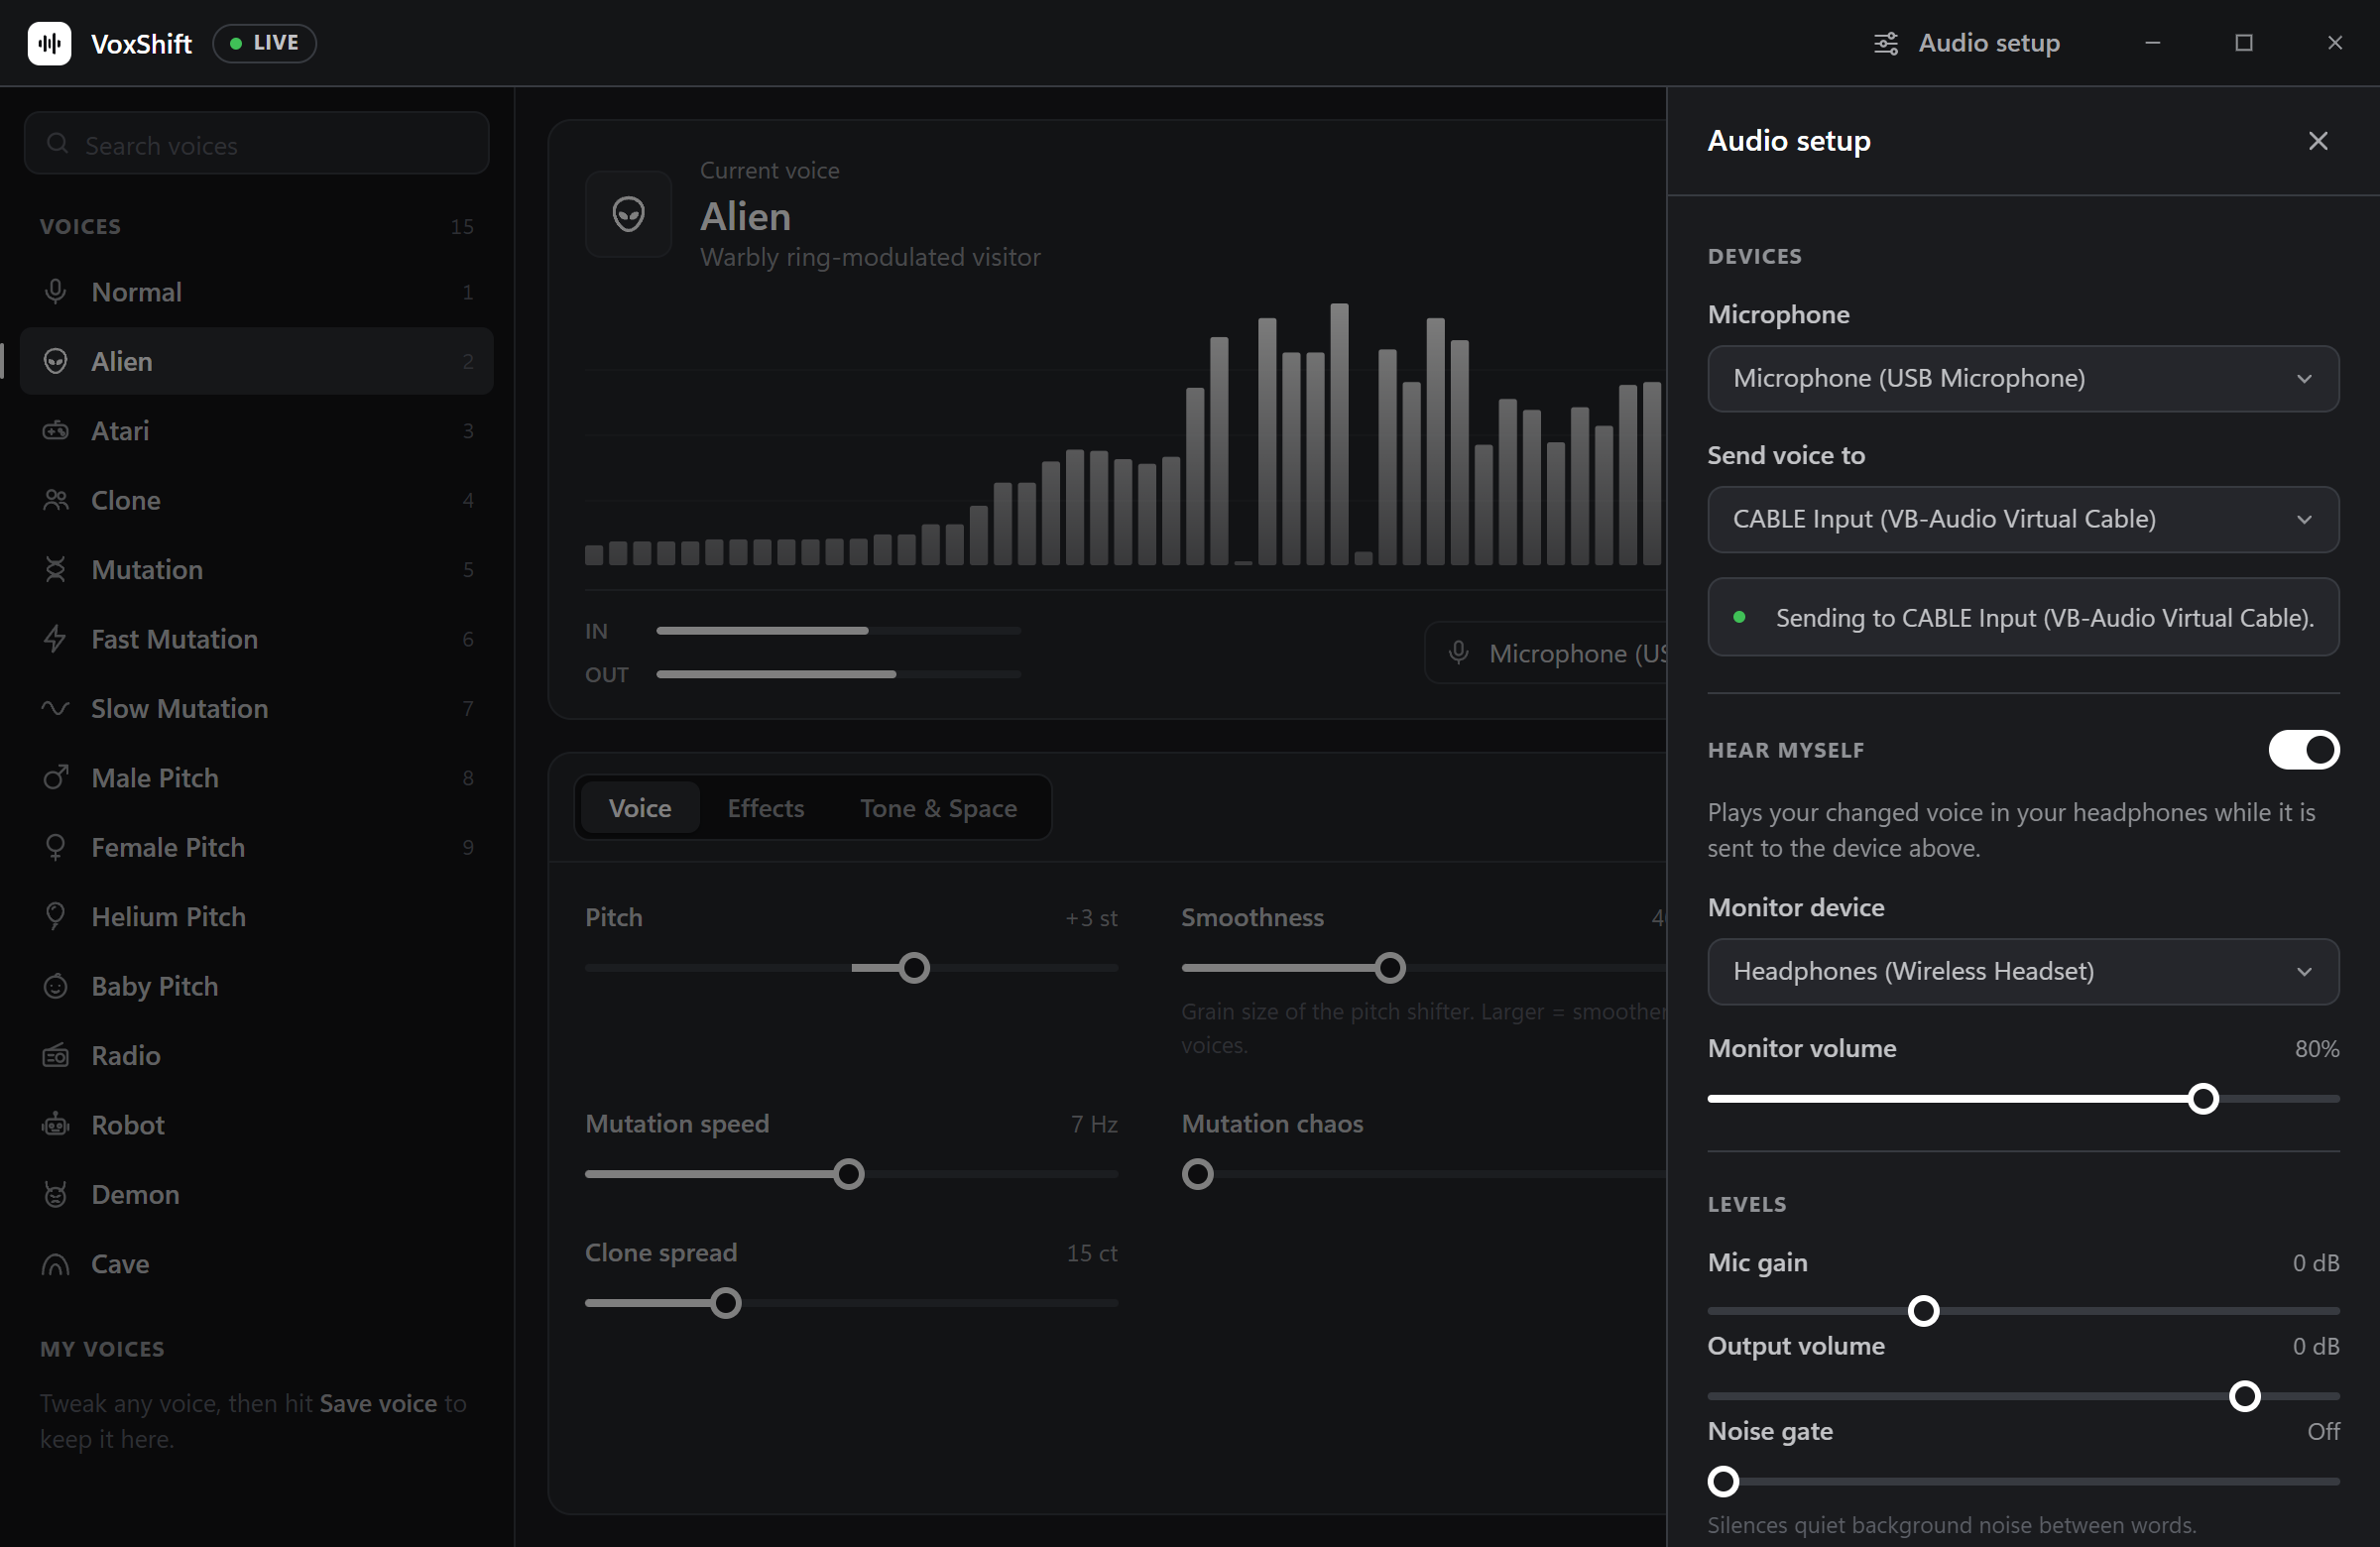 VoxShift
LIVE
Audio setup
Search voices
VOICES 15
Normal 1
Alien 2
Atari 3
Clone 4
Mutation 5
Fast Mutation 6
Slow Mutation 7
Male Pitch 8
Female Pitch 9
Helium Pitch
Baby Pitch
Radio
Robot
Demon
Cave
MY VOICES
Tweak any voice, then hit Save voice to
keep it here.
Current voice
Alien
Warbly ring-modulated visitor
IN
OUT
Microphone (US
Voice Effects Tone & Space
Pitch +3 st
Smoothness
Grain size of the pitch shifter. Larger = smoother
voices.
Mutation speed 7 Hz
Mutation chaos
Clone spread 15 ct
Audio setup
DEVICES
Microphone
Microphone (USB Microphone)
Send voice to
CABLE Input (VB-Audio Virtual Cable)
Sending to CABLE Input (VB-Audio Virtual Cable).
HEAR MYSELF
Plays your changed voice in your headphones while it is
sent to the device above.
Monitor device
Headphones (Wireless Headset)
Monitor volume 80%
LEVELS
Mic gain 0 dB
Output volume 0 dB
Noise gate Off
Silences quiet background noise between words.